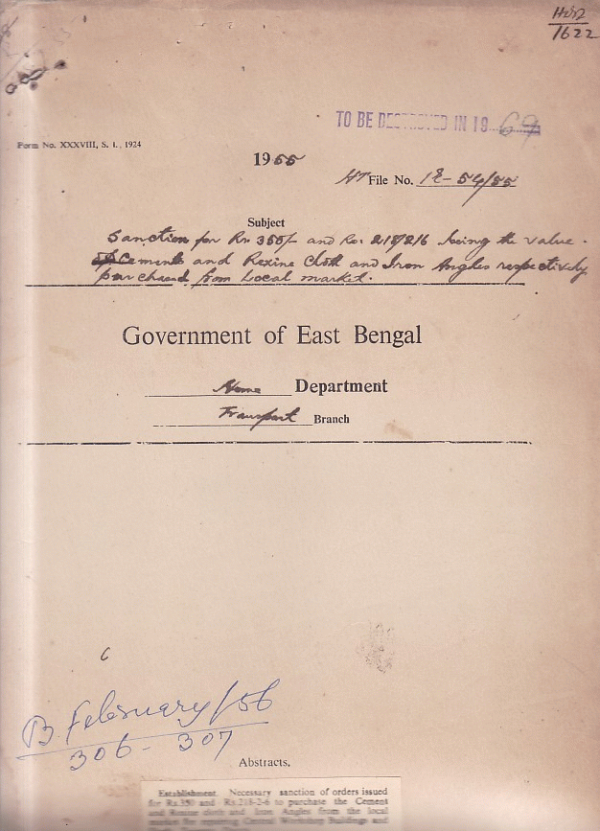 HoR
1622
TO BE DESTROYED IN 19 69
Form No. XXXVIII, S. I., 1924
1955
HT File No. 1E-54/55
Subject
Sanction for Rs 350/- and Rs. 218/2/6 being the value
of Cements and Rexine Cloth and Iron Angles respectively
purchased from Local market.
Government of East Bengal
Home Department
Transport Branch
B. February/56
306 - 307
Abstracts.
Establishment. Necessary sanction of orders issued
for Rs.350 and Rs.218-2-6 to purchase the Cement
and Rexine cloth and Iron Angles from the local
market for repairing Central Workshop Buildings and